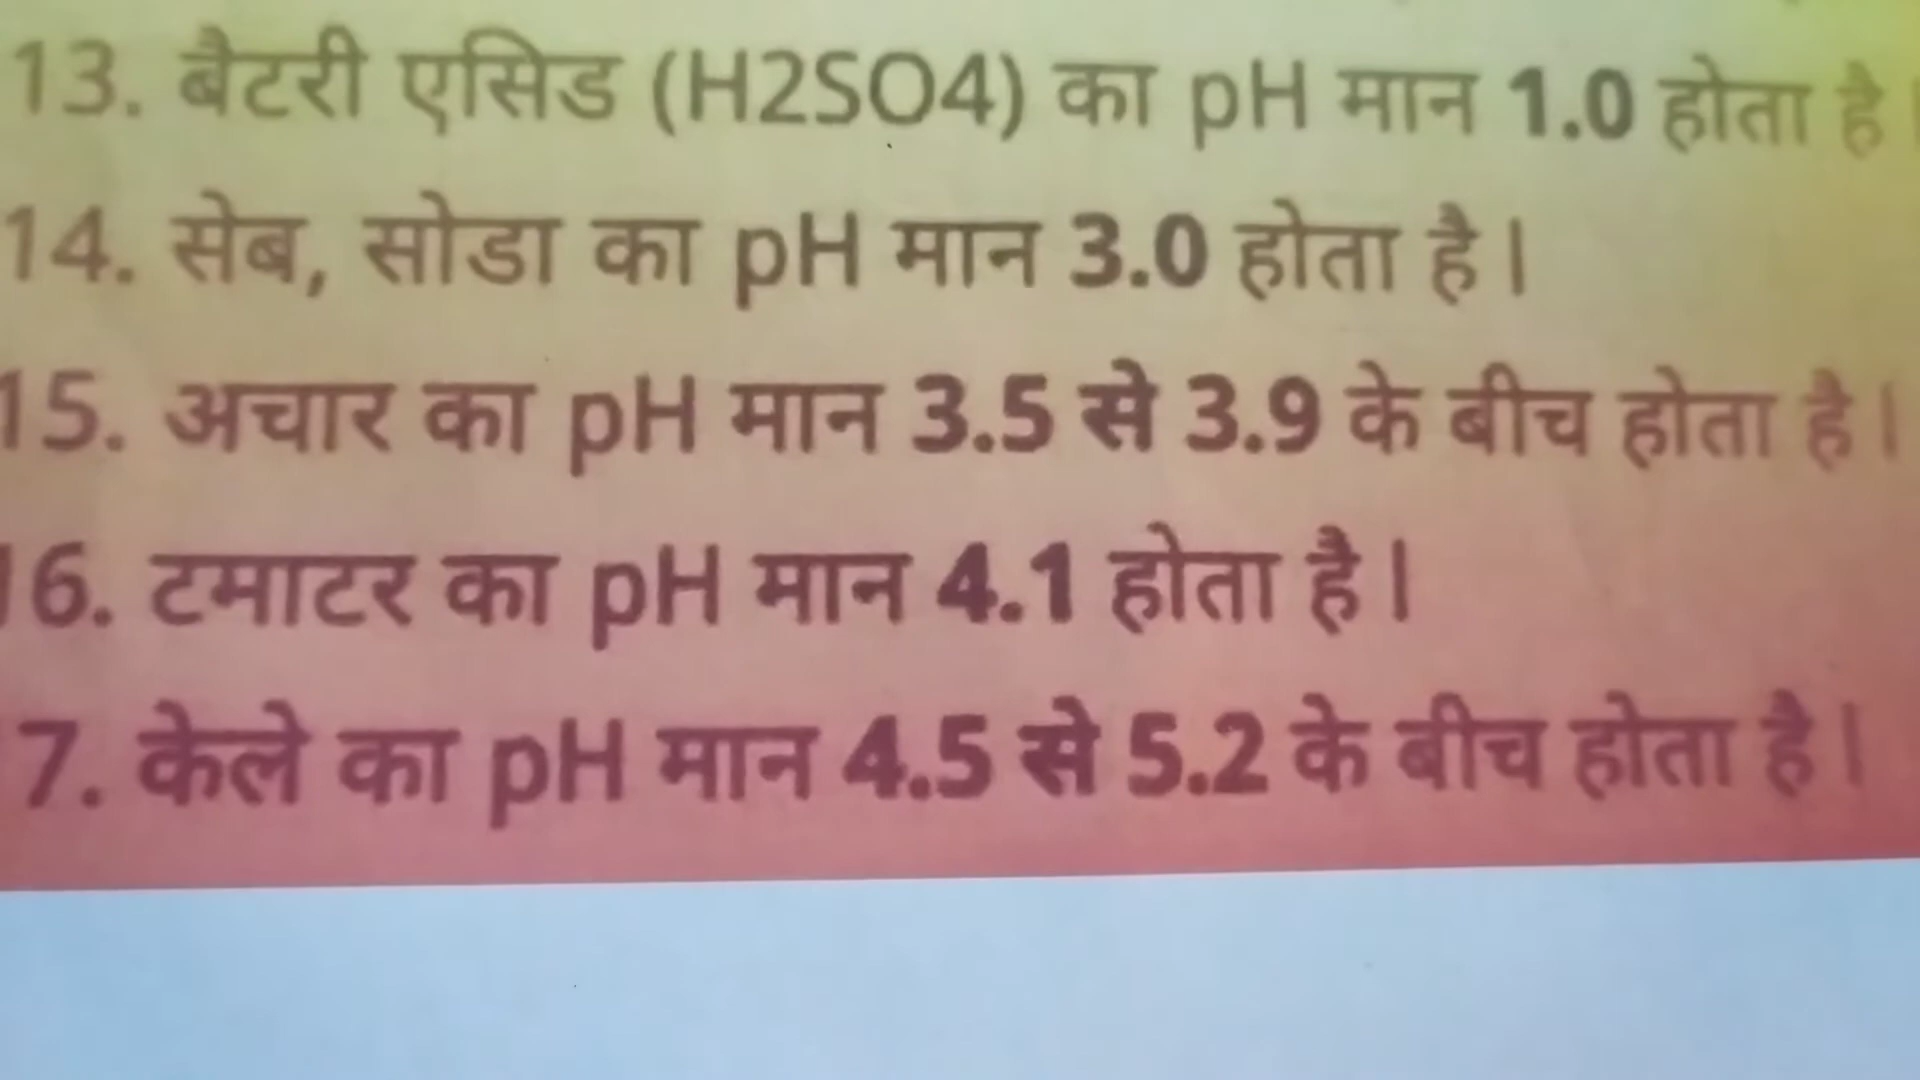 13. बैटरी एसिड (H2SO4) का pH मान 1.0 होता है।
14. सेब, सोडा का pH मान 3.0 होता है।
15. अचार का pH मान 3.5 से 3.9 के बीच होता है।
16. टमाटर का pH मान 4.1 होता है।
7. केले का pH मान 4.5 से 5.2 के बीच होता है।